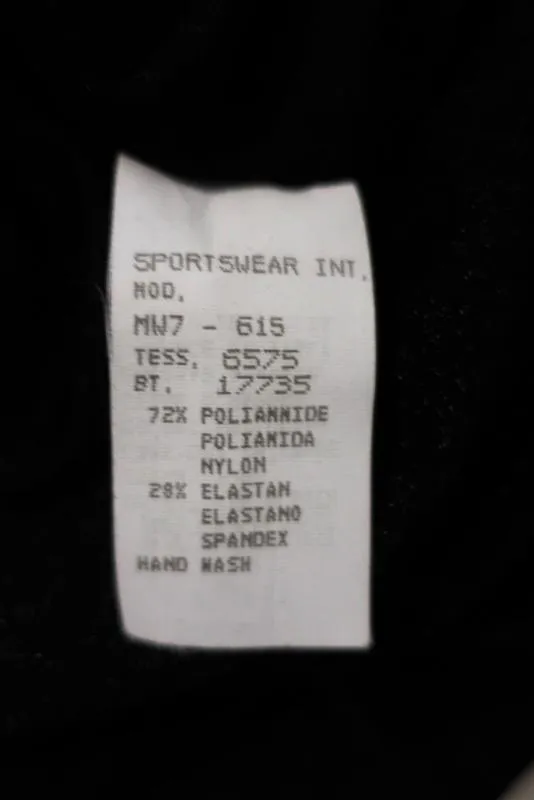 SPORTSWEAR INT.
MOD.
MW7 - 615
TESS. 6575
BT. 17735
72% POLIAMMIDE
POLIAMIDA
NYLON
28% ELASTAN
ELASTANO
SPANDEX
HAND WASH